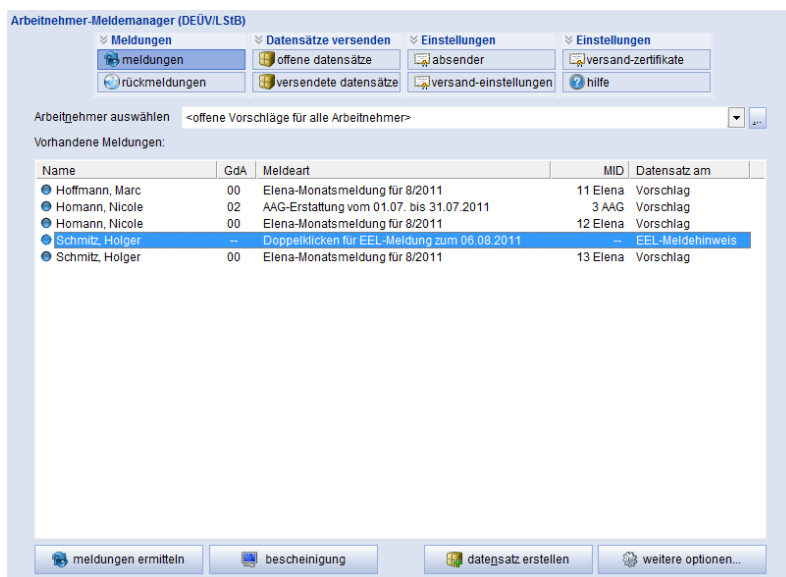 Arbeitnehmer-Meldemanager (DEÜV/LStB)
Meldungen Datensätze versenden Einstellungen Einstellungen
meldungen offene datensätze absender versand-zertifikate
rückmeldungen versendete datensätze versand-einstellungen hilfe
Arbeitnehmer auswählen <offene Vorschläge für alle Arbeitnehmer> ...
Vorhandene Meldungen:
Name GdA Meldeart MID Datensatz am
Hoffmann, Marc 00 Elena-Monatsmeldung für 8/2011 11 Elena Vorschlag
Homann, Nicole 02 AAG-Erstattung vom 01.07. bis 31.07.2011 3 AAG Vorschlag
Homann, Nicole 00 Elena-Monatsmeldung für 8/2011 12 Elena Vorschlag
Schmitz, Holger -- Doppelklicken für EEL-Meldung zum 06.08.2011 -- EEL-Meldehinweis
Schmitz, Holger 00 Elena-Monatsmeldung für 8/2011 13 Elena Vorschlag
meldungen ermitteln bescheinigung datensatz erstellen weitere optionen...